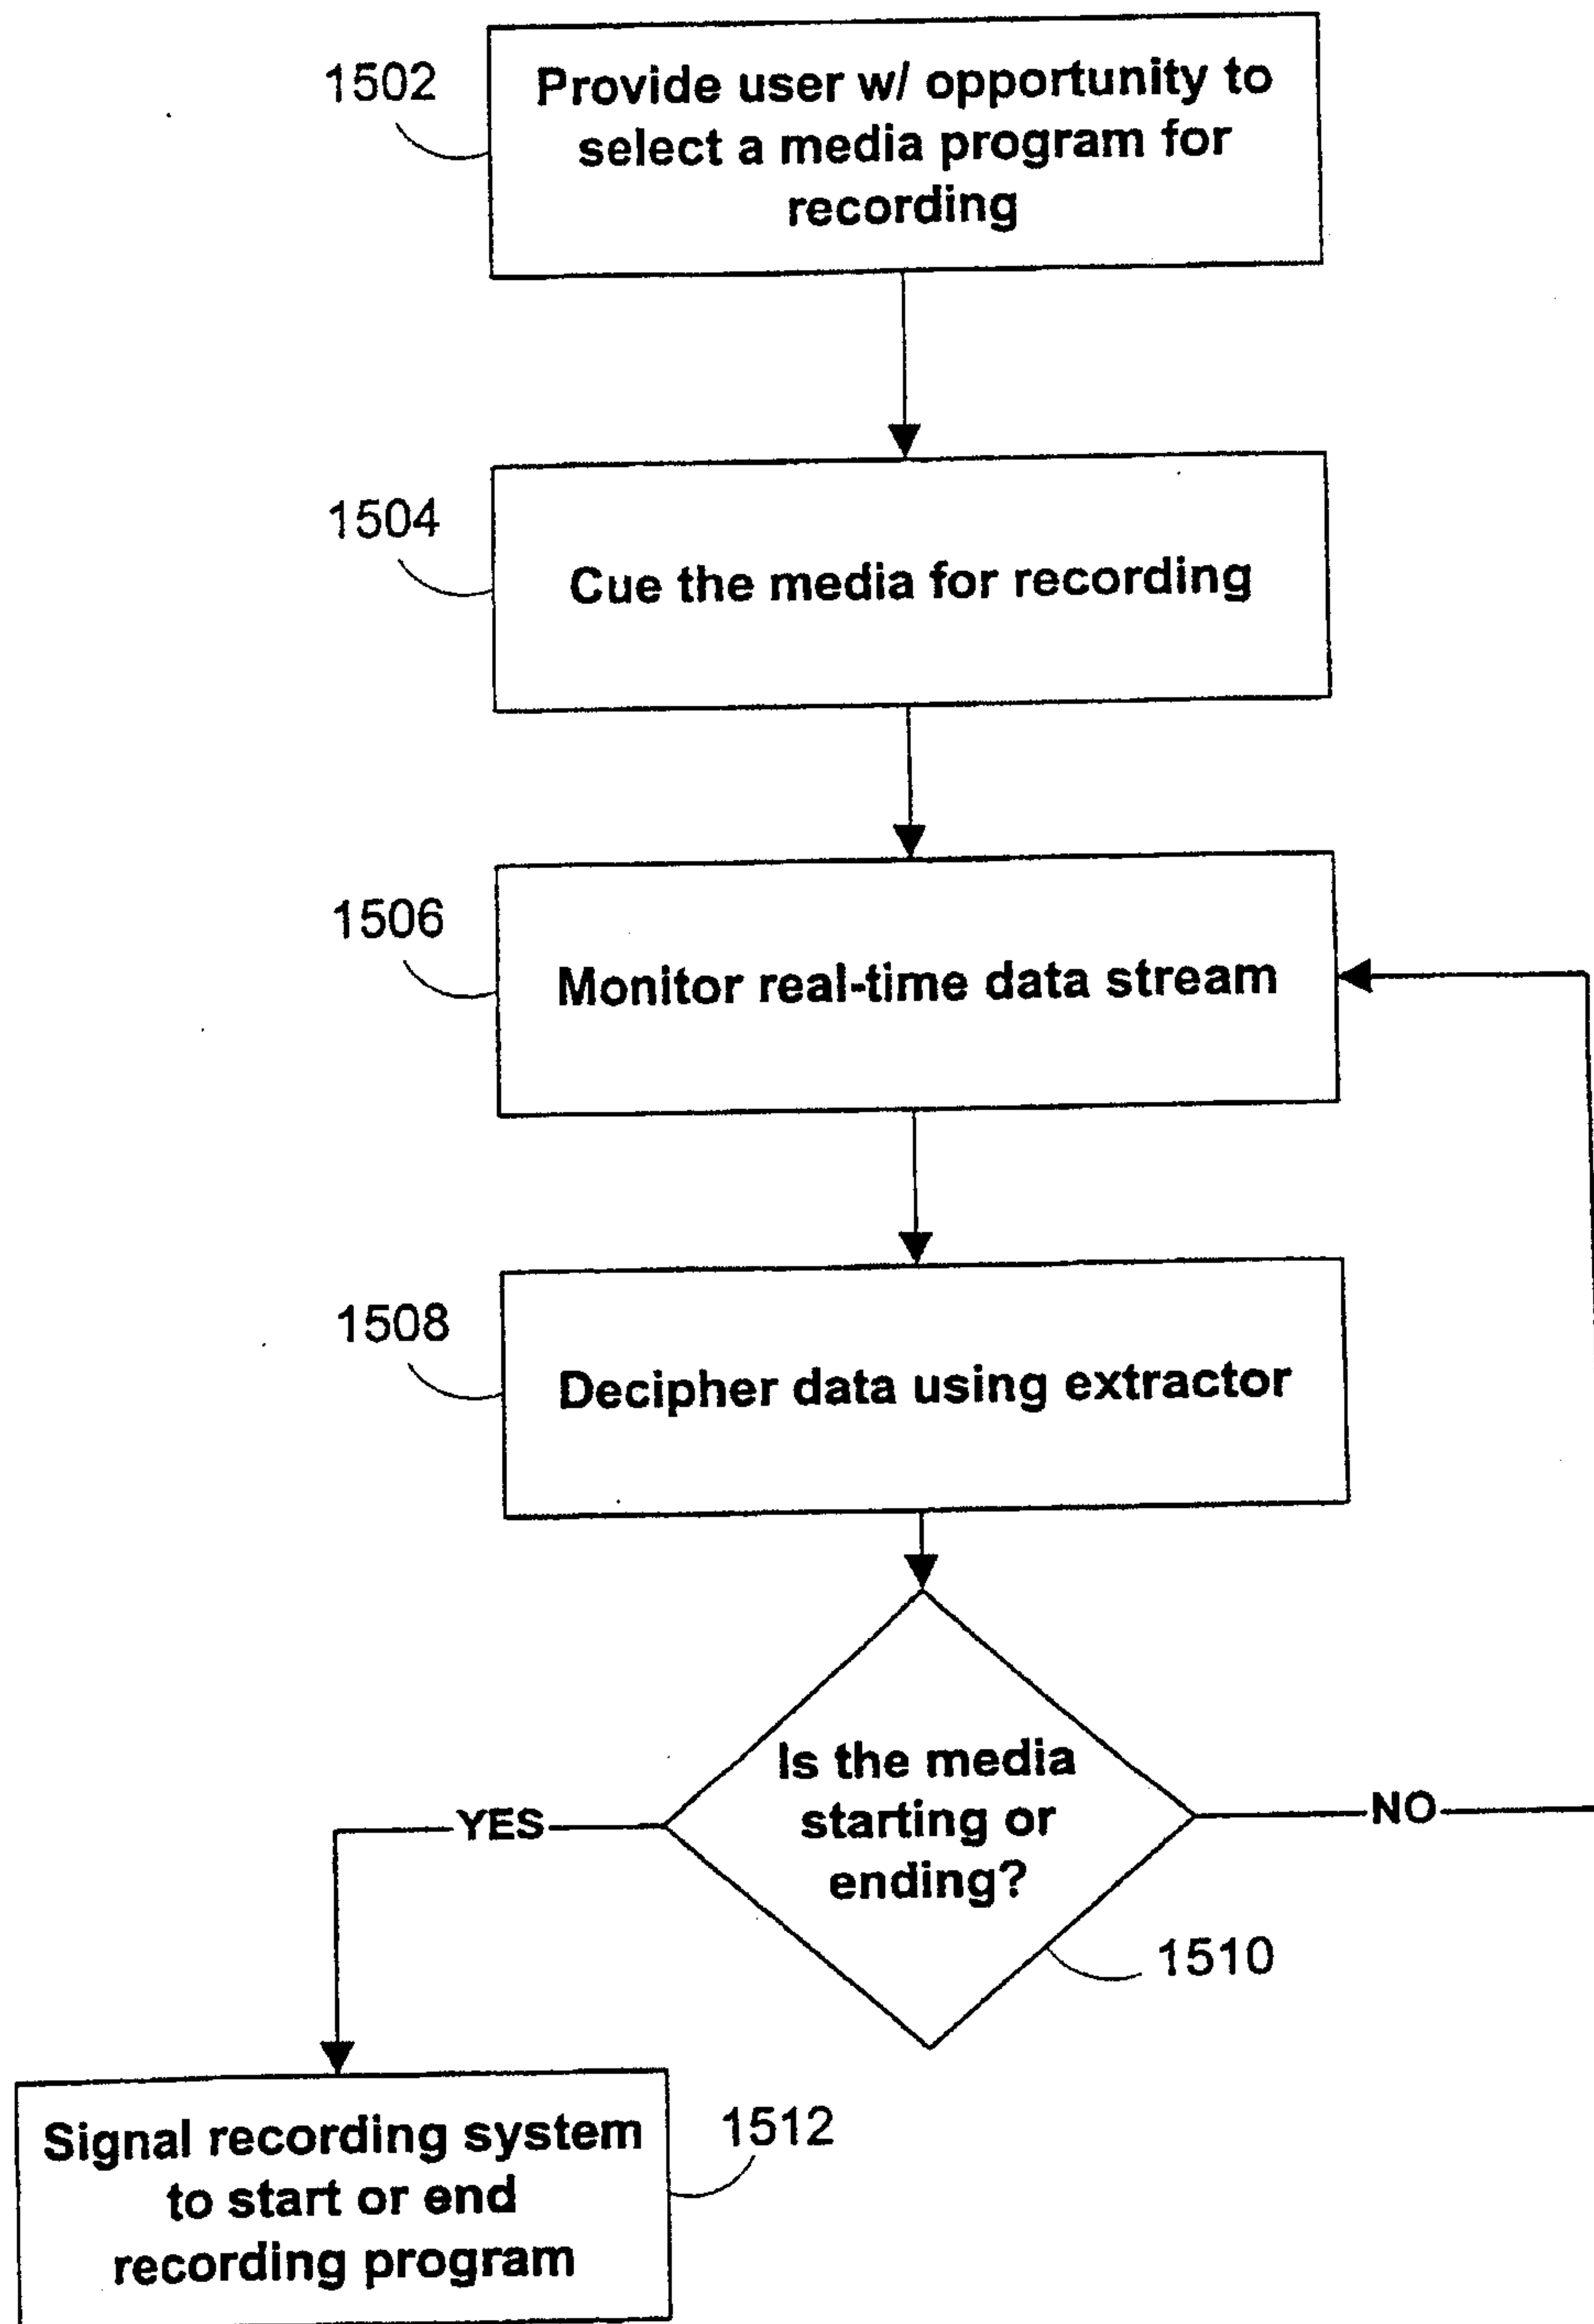 1502
Provide user w/ opportunity to
select a media program for
recording
1504
Cue the media for recording
1506
Monitor real-time data stream
1508
Decipher data using extractor
Is the media
starting or
ending?
YES
NO
1510
Signal recording system
to start or end
recording program
1512